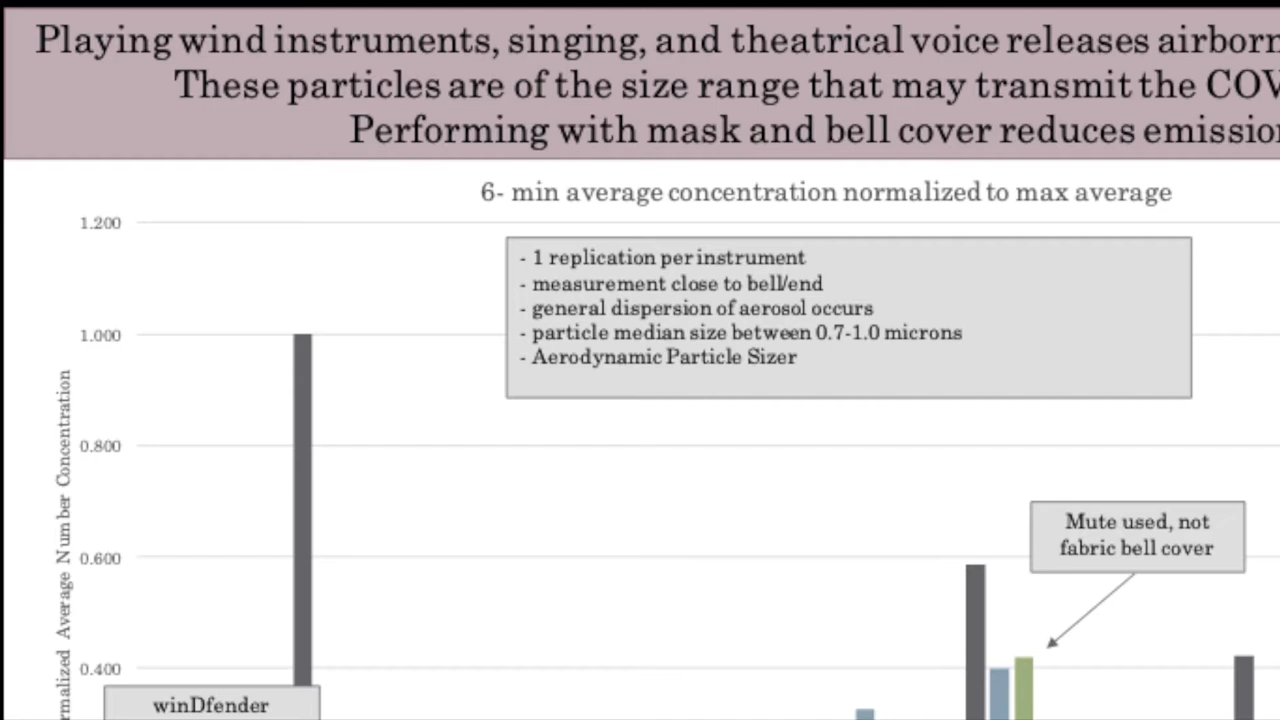 Playing wind instruments, singing, and theatrical voice releases
These particles are of the size range that may transmit the
Performing with mask and bell cover reduces
6- min average concentration normalized to max average
1.200
- 1 replication per instrument
- measurement close to bell/end
- general dispersion of aerosol occurs
- particle median size between 0.7-1.0 microns
- Aerodynamic Particle Sizer
1.000
0.800
0.600
0.400
Average Number Concentration
Mute used, not
fabric bell cover
winDfender